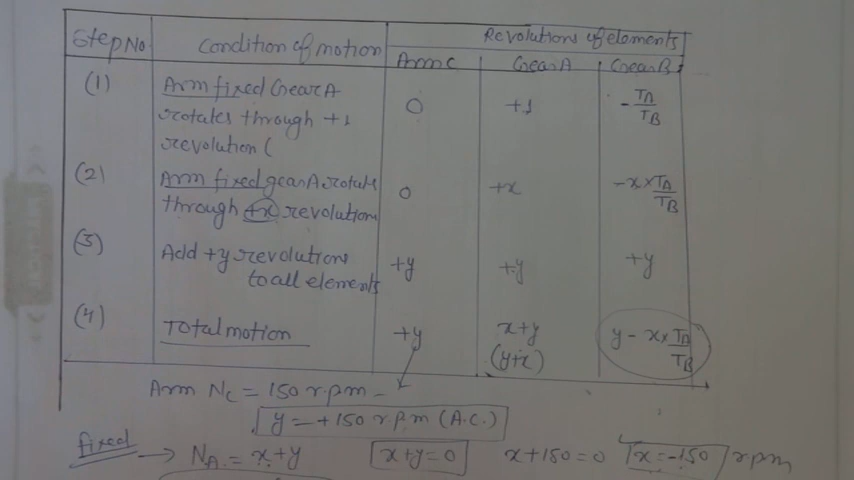 Step No. Condition of motion Revolutions of elements
Arm C Gear A Gear B
(1) Arm fixed Gear A rotates through +1 revolution ( 0 +1 - TA/TB
(2) Arm fixed gear A rotate through +x revolution 0 +x -x × TA/TB
(3) Add +y revolutions to all elements +y +y +y
(4) Total motion +y x+y (y+x) y - x × TA/TB
Arm NC = 150 r.p.m -
y = +150 r.p.m (A.C.)
fixed → NA = x+y x+y=0 x+150=0 x=-150 rpm